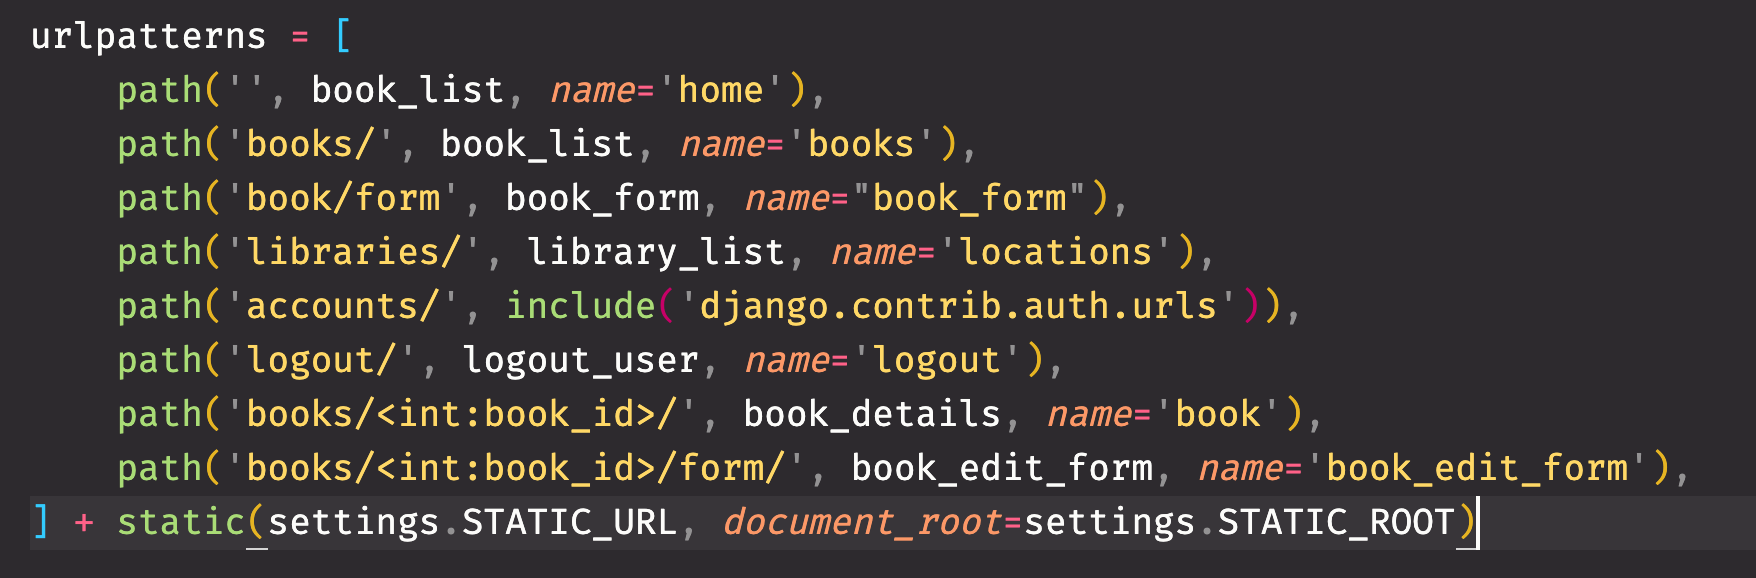 urlpatterns = [
    path('', book_list, name='home'),
    path('books/', book_list, name='books'),
    path('book/form', book_form, name="book_form"),
    path('libraries/', library_list, name='locations'),
    path('accounts/', include('django.contrib.auth.urls')),
    path('logout/', logout_user, name='logout'),
    path('books/<int:book_id>/', book_details, name='book'),
    path('books/<int:book_id>/form/', book_edit_form, name='book_edit_form'),
] + static(settings.STATIC_URL, document_root=settings.STATIC_ROOT)